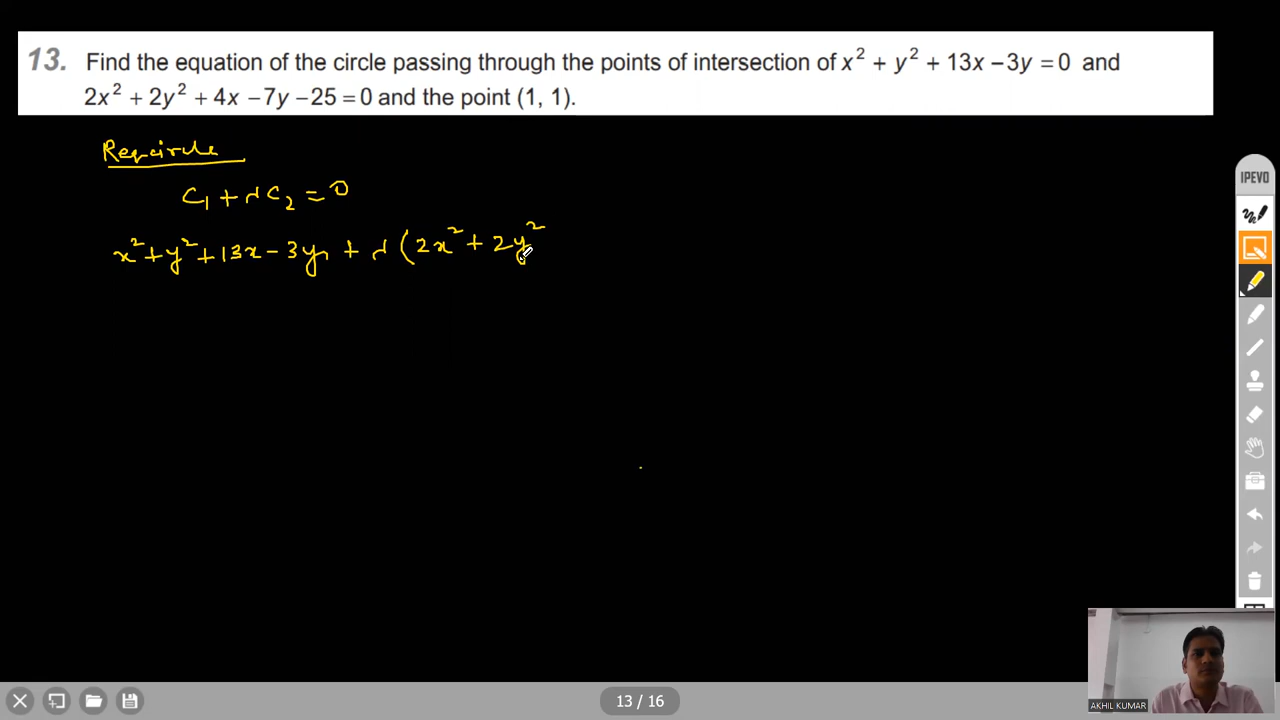 13. Find the equation of the circle passing through the points of intersection of x² + y² + 13x − 3y = 0 and
2x² + 2y² + 4x − 7y − 25 = 0 and the point (1, 1).
IPEVO
Req circle
C₁ + λC₂ = 0
x² + y² + 13x − 3y + λ(2x² + 2y²
AKHIL KUMAR
13 / 16